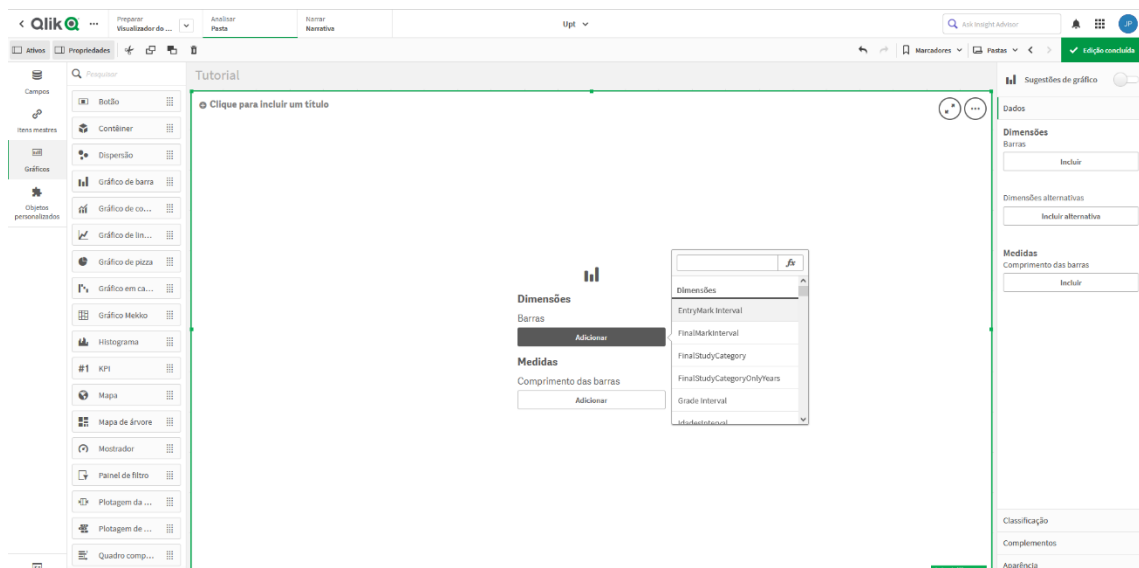 Qlik
Preparar
Visualizador do ...
Analisar
Pasta
Narrar
Narrativa
Upt
Ask Insight Advisor
JP
Ativos
Propriedades
Marcadores
Pastas
Edição concluída
Campos
Itens mestres
Gráficos
Objetos
personalizados
Pesquisar
Botão
Contêiner
Dispersão
Gráfico de barra
Gráfico de co...
Gráfico de lin...
Gráfico de pizza
Gráfico em ca...
Gráfico Mekko
Histograma
#1 KPI
Mapa
Mapa de árvore
Mostrador
Painel de filtro
Plotagem da ...
Plotagem de ...
Quadro comp...
Tutorial
Clique para incluir um título
Dimensões
Barras
Adicionar
Medidas
Comprimento das barras
Adicionar
fx
Dimensões
EntryMark Interval
FinalMarkInterval
FinalStudyCategory
FinalStudyCategoryOnlyYears
Grade Interval
IdadesInterval
Sugestões de gráfico
Dados
Dimensões
Barras
Incluir
Dimensões alternativas
Incluir alternativa
Medidas
Comprimento das barras
Incluir
Classificação
Complementos
Aparência